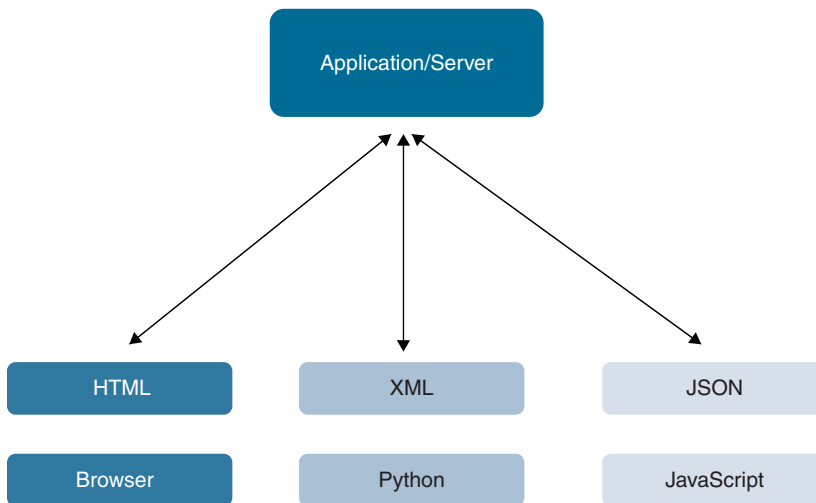 Application/Server
HTML
XML
JSON
Browser
Python
JavaScript